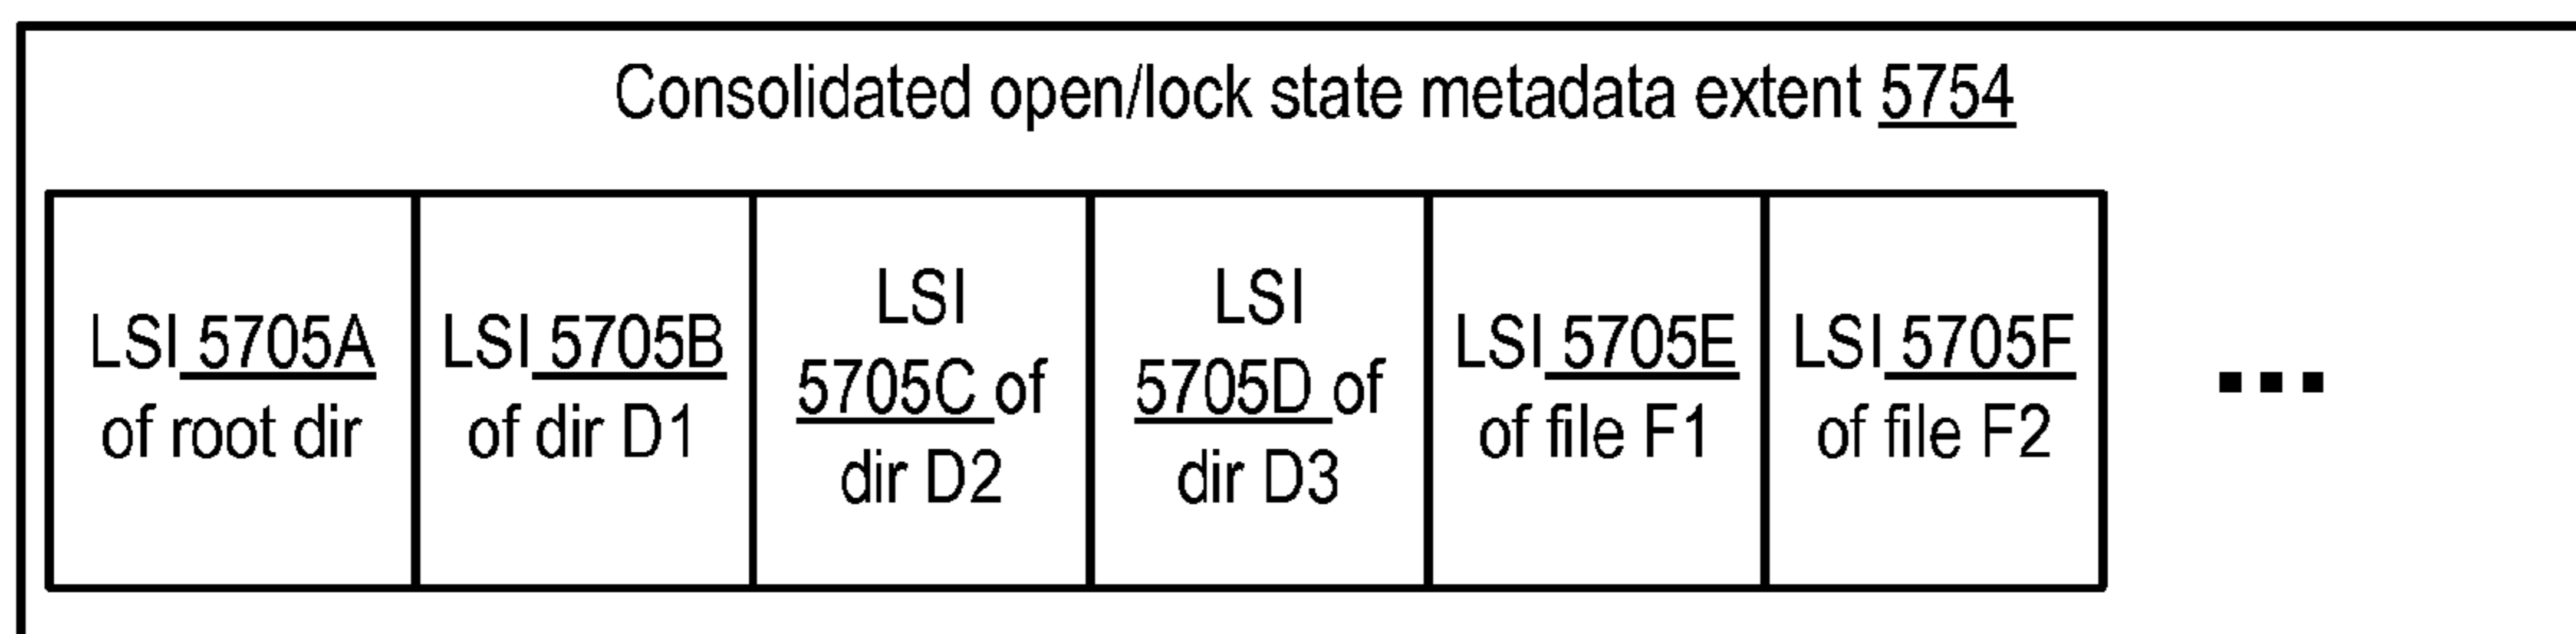 Consolidated open/lock state metadata extent 5754
LSI 5705A
of root dir
LSI 5705B
of dir D1
LSI
5705C of
dir D2
LSI
5705D of
dir D3
LSI 5705E
of file F1
LSI 5705F
of file F2
...